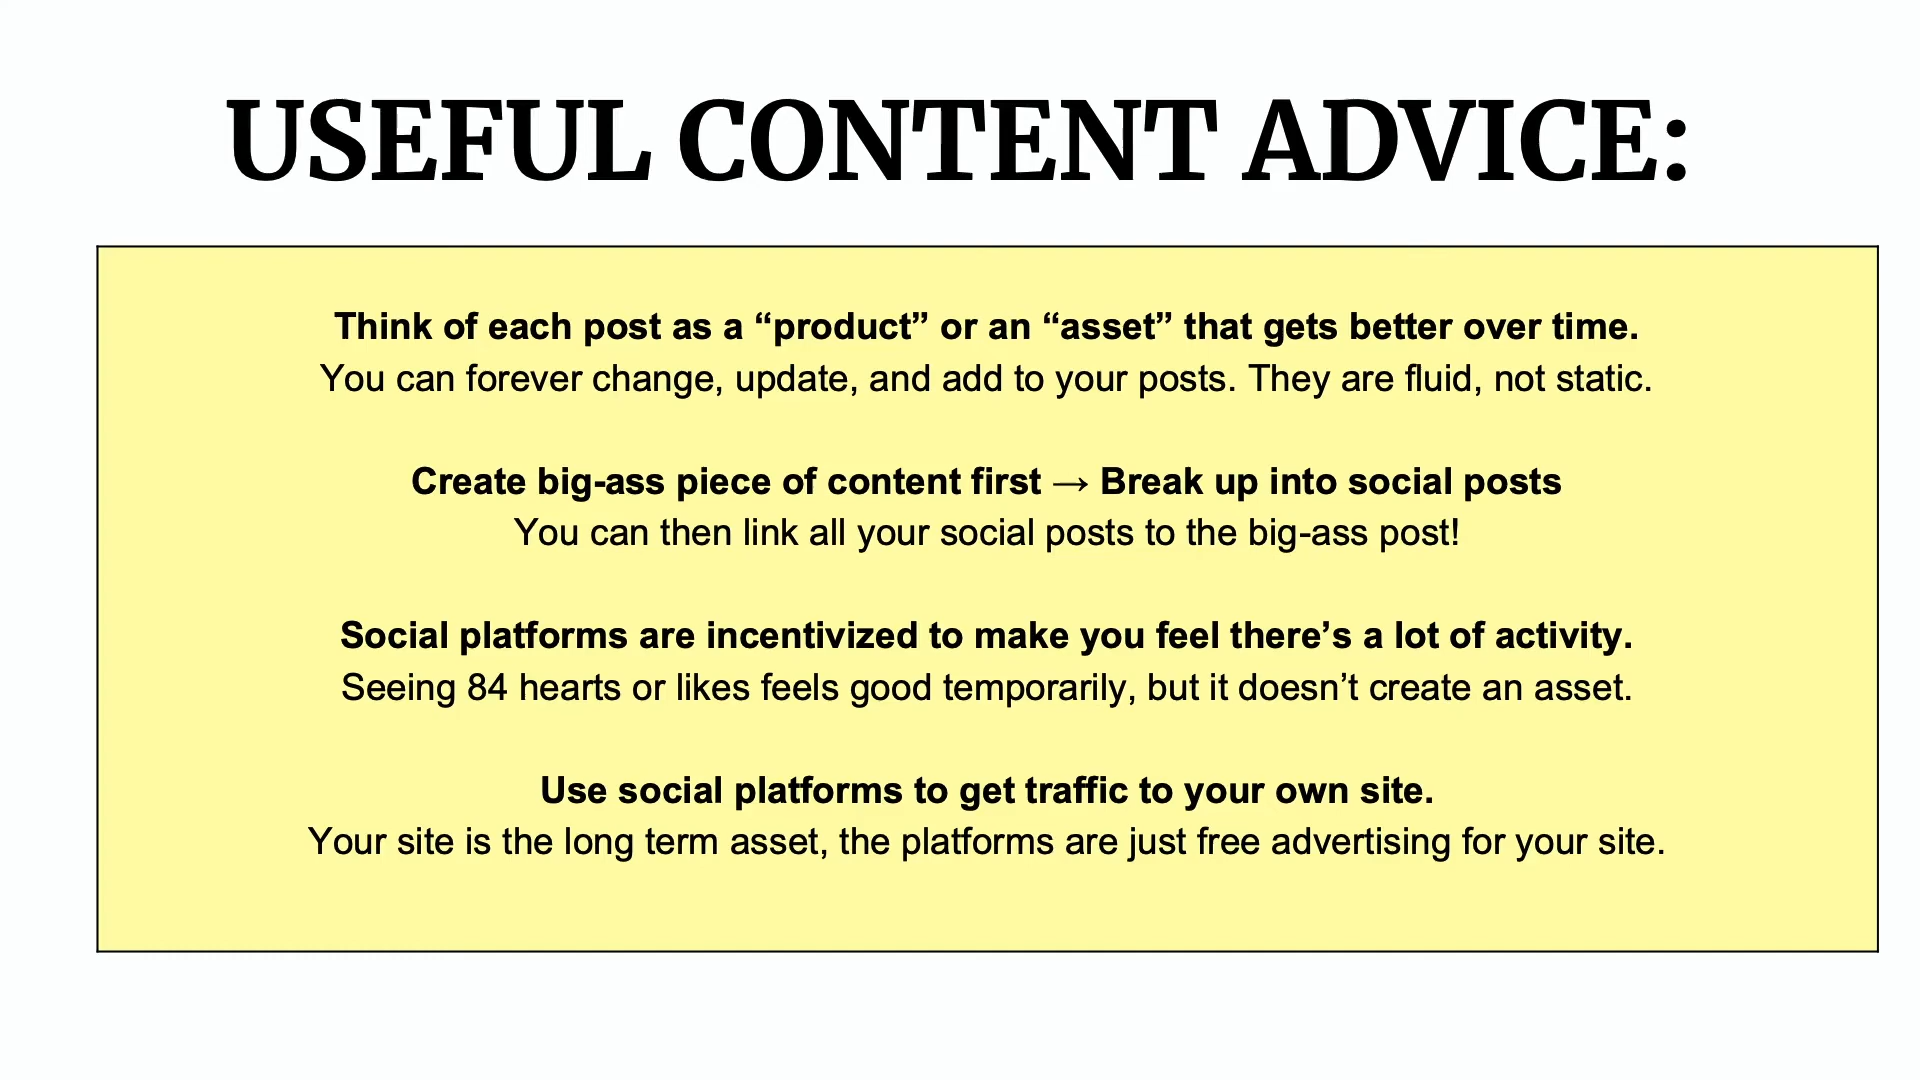 USEFUL CONTENT ADVICE:
Think of each post as a “product” or an “asset” that gets better over time.
You can forever change, update, and add to your posts. They are fluid, not static.
Create big-ass piece of content first → Break up into social posts
You can then link all your social posts to the big-ass post!
Social platforms are incentivized to make you feel there’s a lot of activity.
Seeing 84 hearts or likes feels good temporarily, but it doesn’t create an asset.
Use social platforms to get traffic to your own site.
Your site is the long term asset, the platforms are just free advertising for your site.